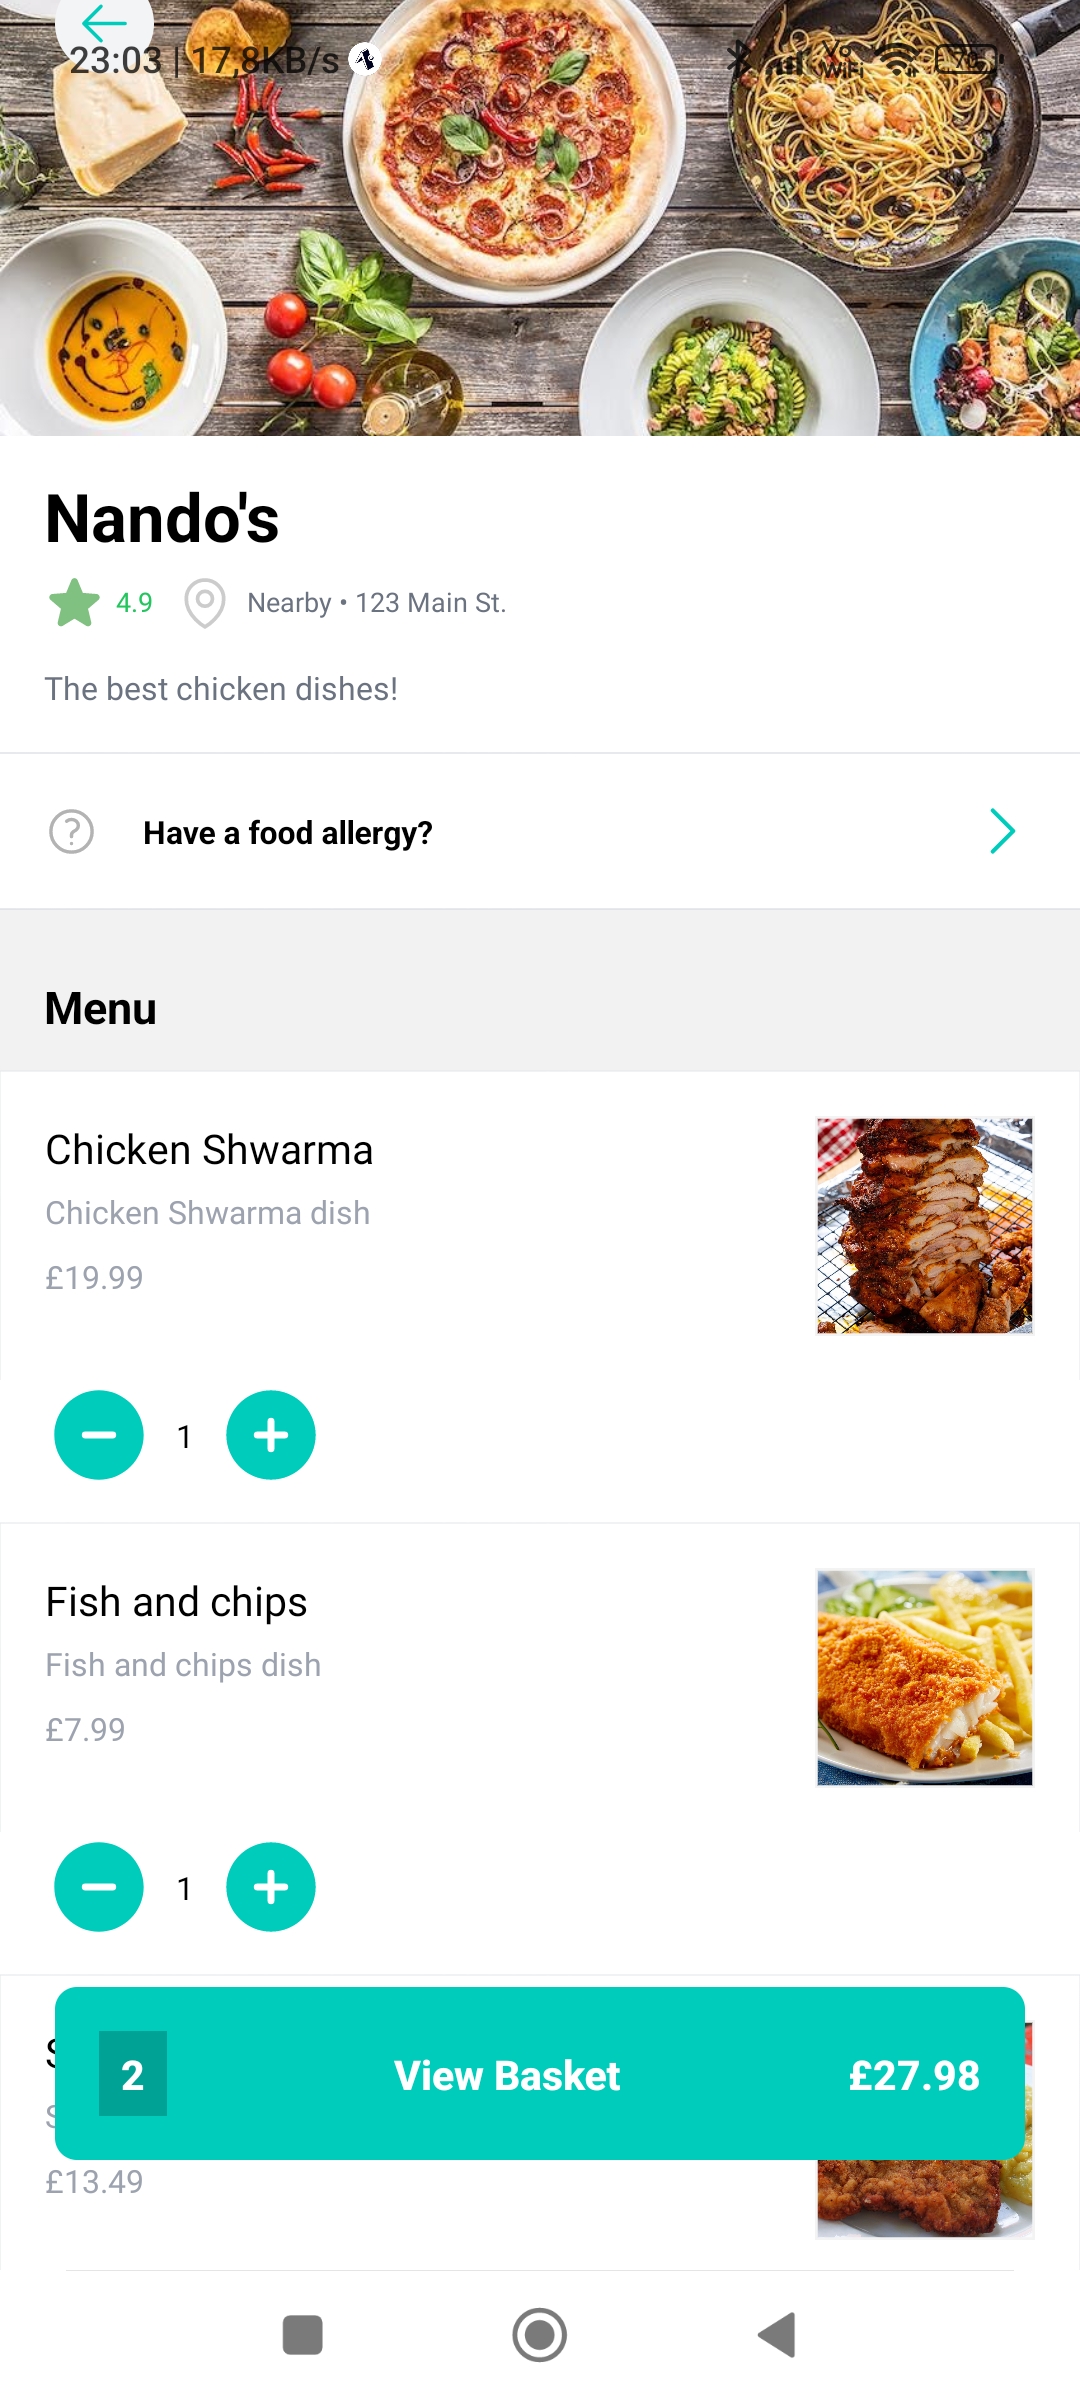 23:03 | 17,8KB/s
Nando's
4.9 Nearby • 123 Main St.
The best chicken dishes!
Have a food allergy?
Menu
Chicken Shwarma
Chicken Shwarma dish
£19.99
1
Fish and chips
Fish and chips dish
£7.99
1
2 View Basket £27.98
£13.49